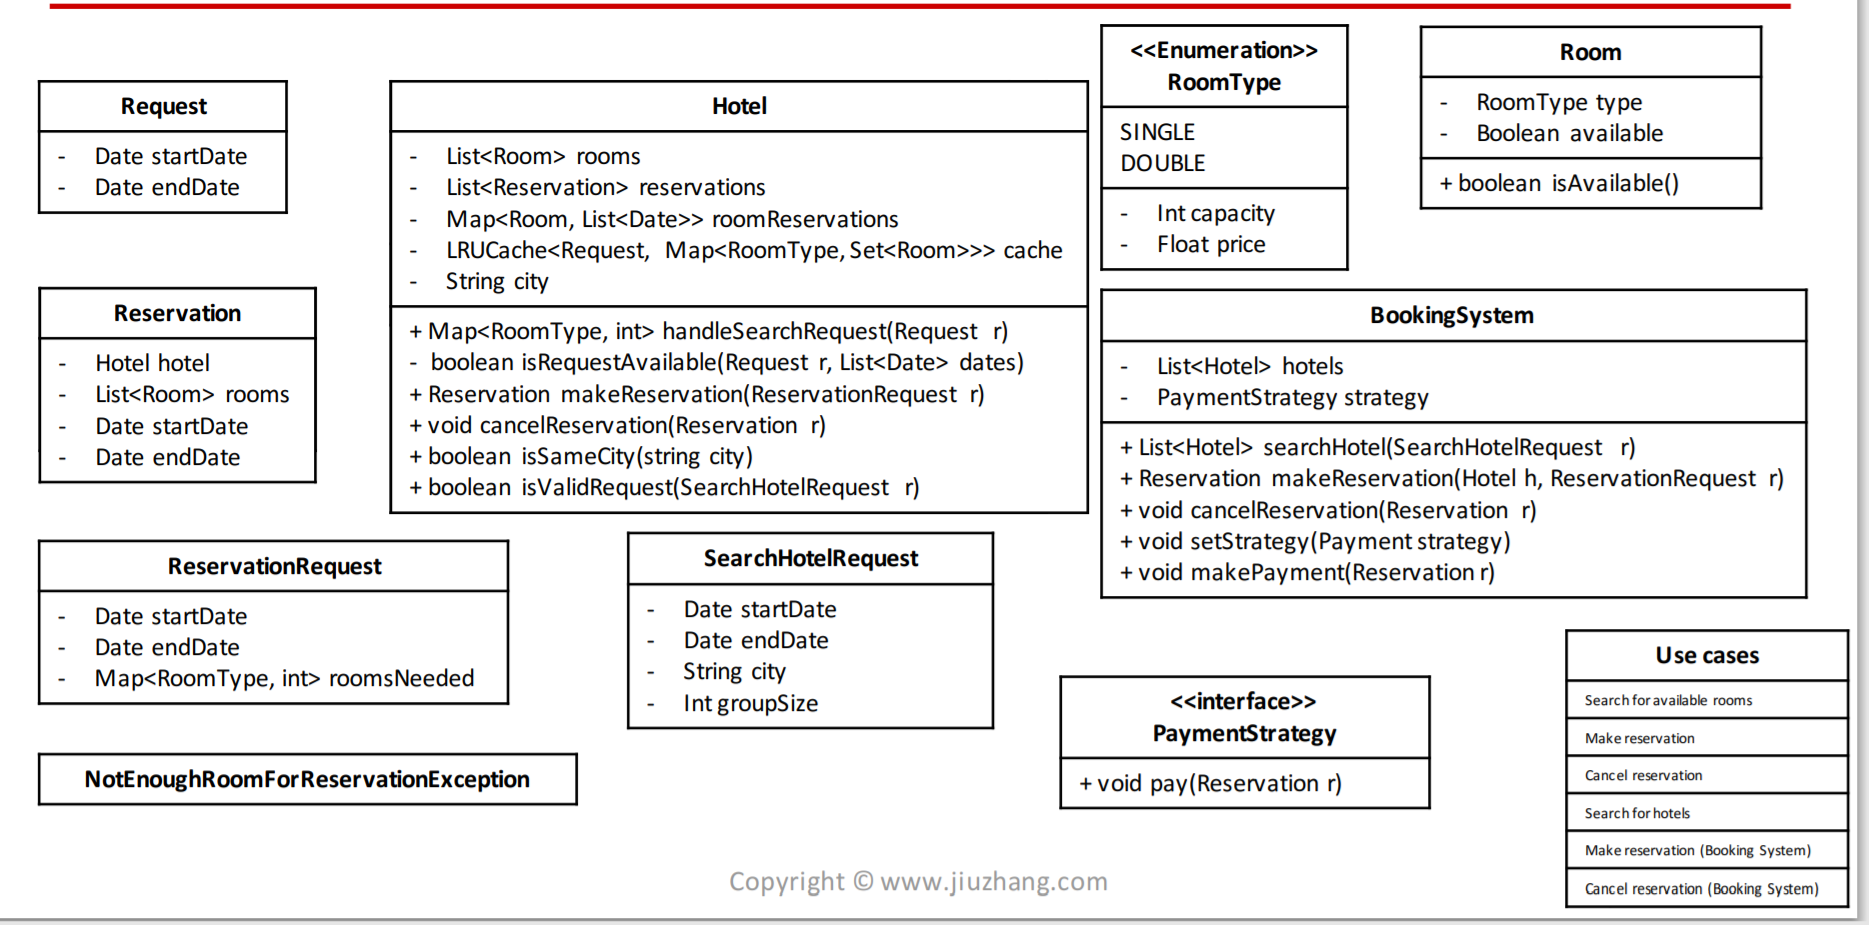 Request
- Date startDate
- Date endDate
Hotel
- List<Room> rooms
- List<Reservation> reservations
- Map<Room, List<Date>> roomReservations
- LRUCache<Request, Map<RoomType, Set<Room>>> cache
- String city
+ Map<RoomType, int> handleSearchRequest(Request r)
- boolean isRequestAvailable(Request r, List<Date> dates)
+ Reservation makeReservation(ReservationRequest r)
+ void cancelReservation(Reservation r)
+ boolean isSameCity(string city)
+ boolean isValidRequest(SearchHotelRequest r)
<<Enumeration>>
RoomType
SINGLE
DOUBLE
- Int capacity
- Float price
Room
- RoomType type
- Boolean available
+ boolean isAvailable()
Reservation
- Hotel hotel
- List<Room> rooms
- Date startDate
- Date endDate
BookingSystem
- List<Hotel> hotels
- PaymentStrategy strategy
+ List<Hotel> searchHotel(SearchHotelRequest r)
+ Reservation makeReservation(Hotel h, ReservationRequest r)
+ void cancelReservation(Reservation r)
+ void setStrategy(Payment strategy)
+ void makePayment(Reservation r)
ReservationRequest
- Date startDate
- Date endDate
- Map<RoomType, int> roomsNeeded
SearchHotelRequest
- Date startDate
- Date endDate
- String city
- Int groupSize
<<interface>>
PaymentStrategy
+ void pay(Reservation r)
Use cases
Search for available rooms
Make reservation
Cancel reservation
Search for hotels
Make reservation (Booking System)
Cancel reservation (Booking System)
NotEnoughRoomForReservationException
Copyright © www.jiuzhang.com